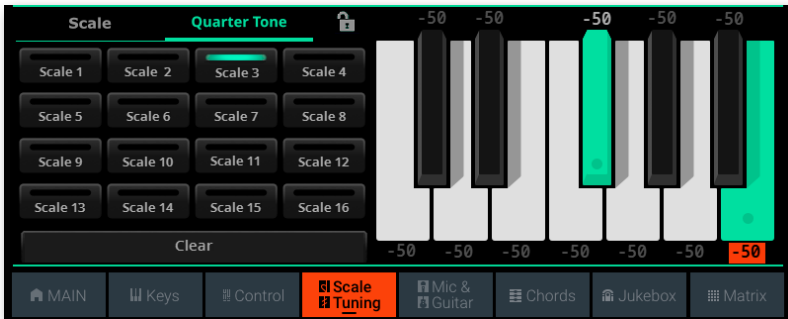 Scale Quarter Tone -50 -50 -50 -50 -50
Scale 1 Scale 2 Scale 3 Scale 4
Scale 5 Scale 6 Scale 7 Scale 8
Scale 9 Scale 10 Scale 11 Scale 12
Scale 13 Scale 14 Scale 15 Scale 16
Clear
-50 -50 -50 -50 -50 -50 -50
MAIN Keys Control Scale Tuning Mic & Guitar Chords Jukebox Matrix